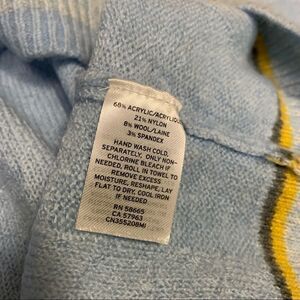 68% ACRYLIC/ACRYLIQUE
21% NYLON
8% WOOL/LAINE
3% SPANDEX
HAND WASH COLD,
SEPARATELY, ONLY NON-
CHLORINE BLEACH IF
NEEDED, ROLL IN TOWEL TO
REMOVE EXCESS
MOISTURE, RESHAPE, LAY
FLAT TO DRY, COOL IRON
IF NEEDED
RN 58665
CA 57963
CN35520BMI